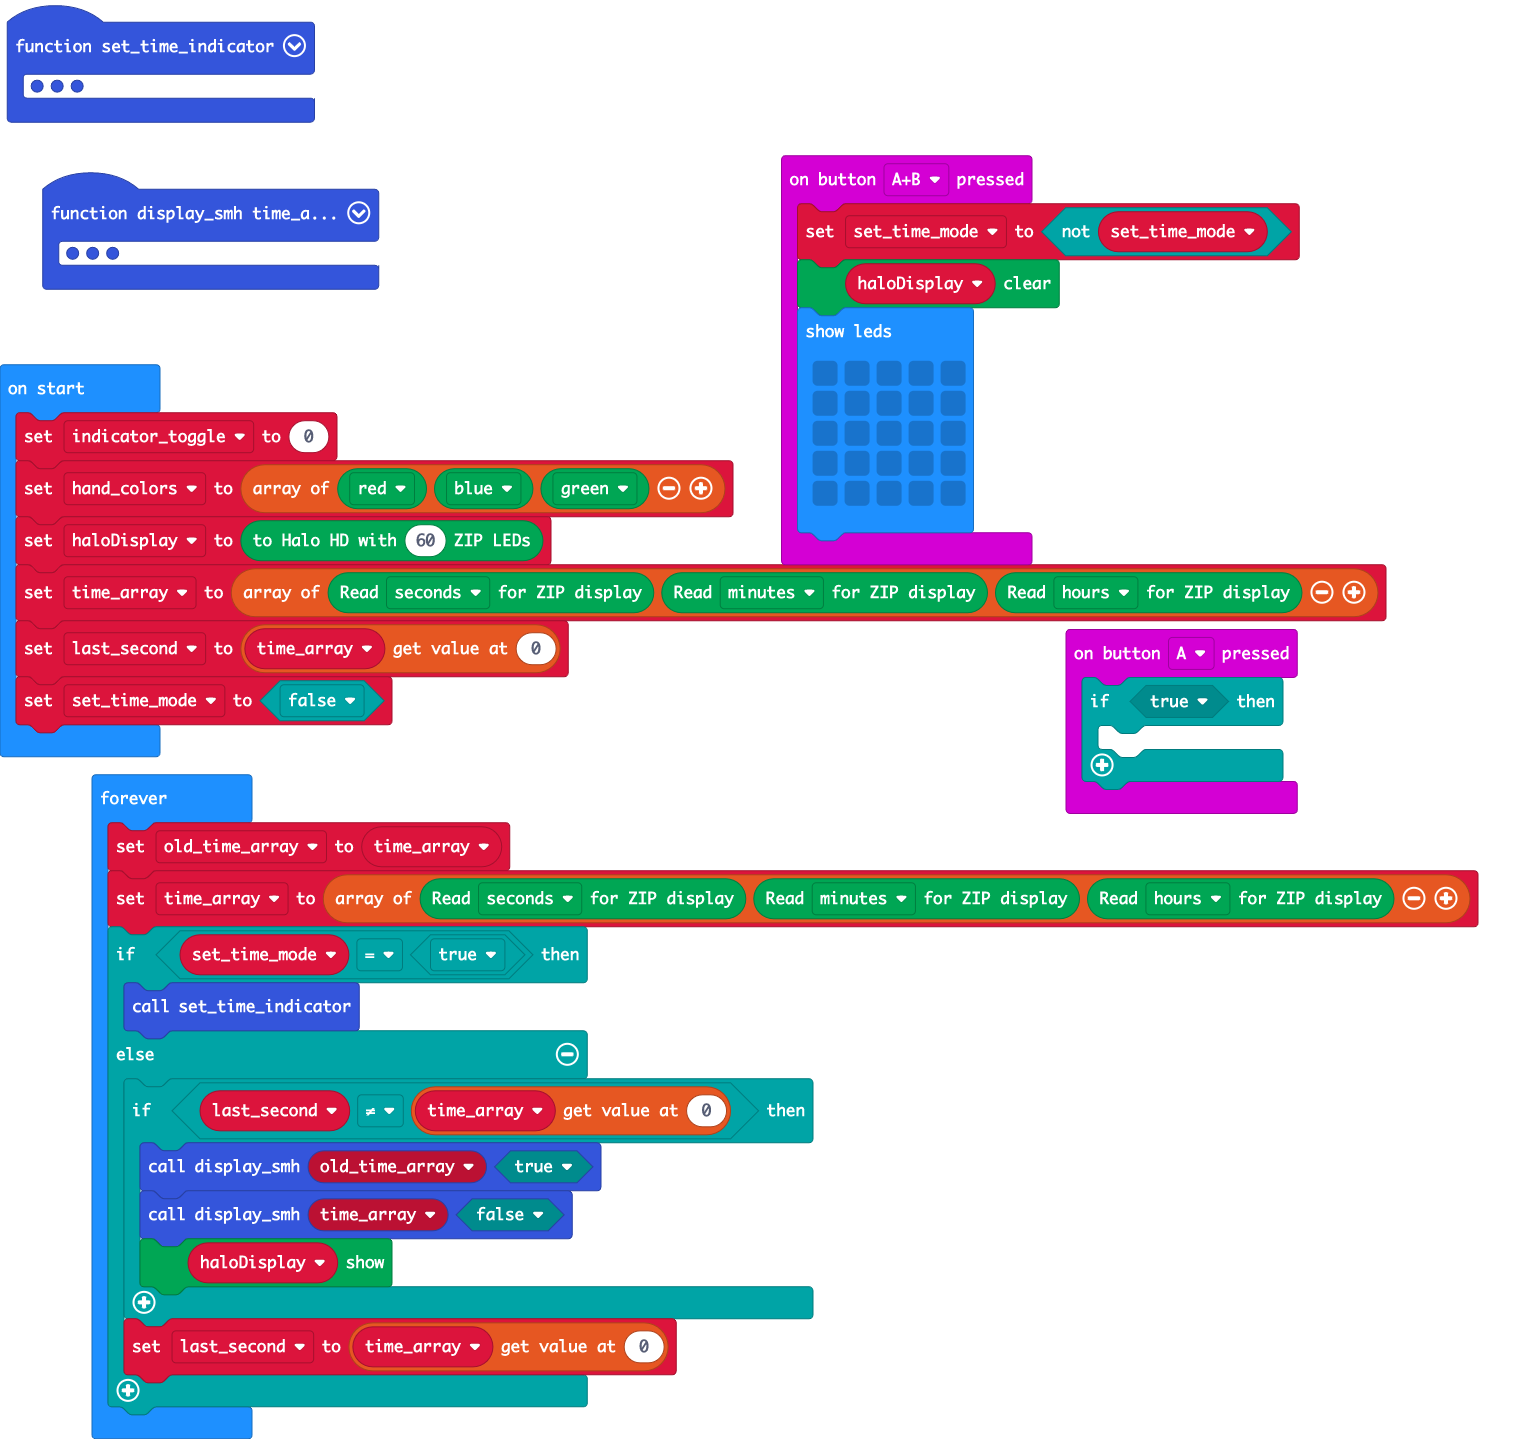 function set_time_indicator
function display_smh time_a...
on start
set indicator_toggle to 0
set hand_colors to array of red blue green
set haloDisplay to to Halo HD with 60 ZIP LEDs
set time_array to array of Read seconds for ZIP display Read minutes for ZIP display Read hours for ZIP display
set last_second to time_array get value at 0
set set_time_mode to false
on button A+B pressed
set set_time_mode to not set_time_mode
haloDisplay clear
show leds
on button A pressed
if true then
forever
set old_time_array to time_array
set time_array to array of Read seconds for ZIP display Read minutes for ZIP display Read hours for ZIP display
if set_time_mode = true then
call set_time_indicator
else
if last_second ≠ time_array get value at 0 then
call display_smh old_time_array true
call display_smh time_array false
haloDisplay show
set last_second to time_array get value at 0